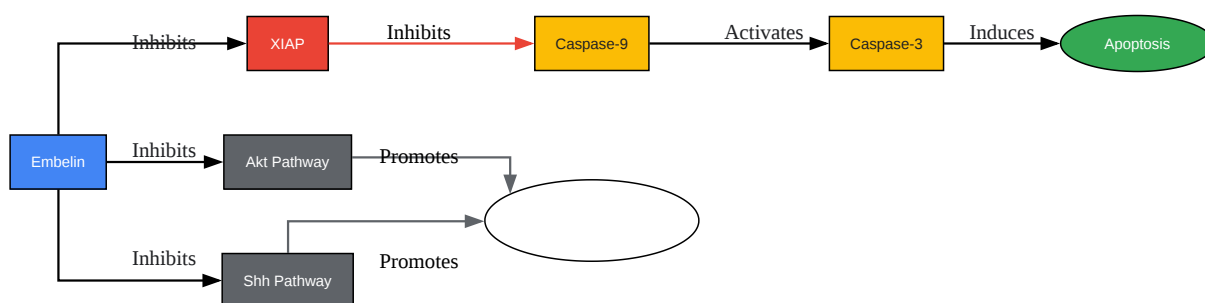 Inhibits
XIAP
Inhibits
Caspase-9
Activates
Caspase-3
Induces
Apoptosis
Embelin
Inhibits
Akt Pathway
Promotes
Inhibits
Shh Pathway
Promotes